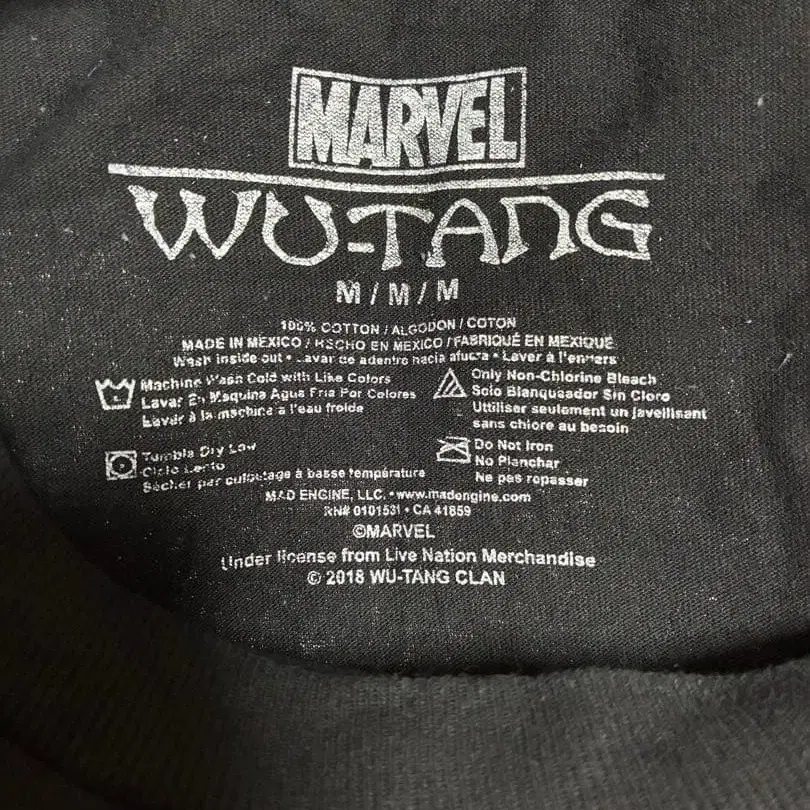 MARVEL
WU-TANG
M / M / M
100% COTTON / ALGODON / COTON
MADE IN MEXICO / HECHO EN MEXICO / FABRIQUÉ EN MEXIQUE
Wash inside out • Lavar de adentro hacia afuera • Laver à l'envers
Machine Wash Cold with Like Colors
Lavar En Maquina Agua Fria Por Colores
Lavar à la machine à l'eau froide
Only Non-Chlorine Bleach
Solo Blanqueador Sin Cloro
Uttiliser seulement un javellisant
sans chlore au besoin
Tumble Dry Low
Ciclo Lento
Sécher par culbutage à basse température
Do Not Iron
No Planchar
Ne pas repasser
MAD ENGINE, LLC. • www.madengine.com
RN# 0101531 • CA 41859
©MARVEL
Under license from Live Nation Merchandise
© 2018 WU-TANG CLAN